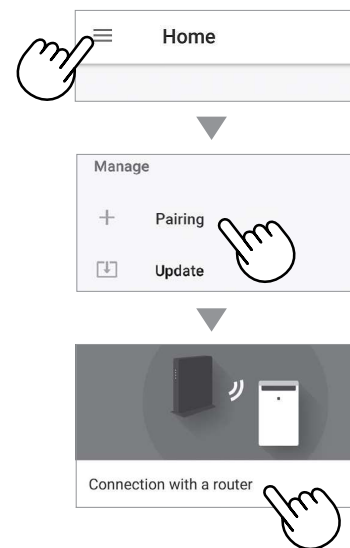 Home
Manage
Pairing
Update
Connection with a router